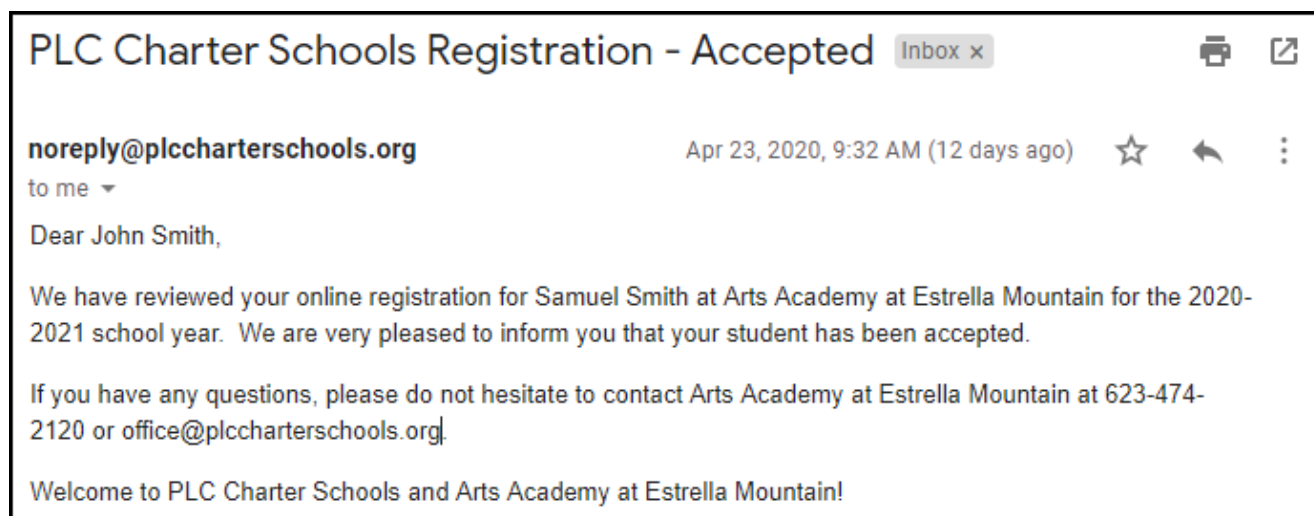 PLC Charter Schools Registration - Accepted Inbox x
noreply@plccharterschools.org Apr 23, 2020, 9:32 AM (12 days ago)
to me
Dear John Smith,
We have reviewed your online registration for Samuel Smith at Arts Academy at Estrella Mountain for the 2020-
2021 school year.  We are very pleased to inform you that your student has been accepted.
If you have any questions, please do not hesitate to contact Arts Academy at Estrella Mountain at 623-474-
2120 or office@plccharterschools.org.
Welcome to PLC Charter Schools and Arts Academy at Estrella Mountain!